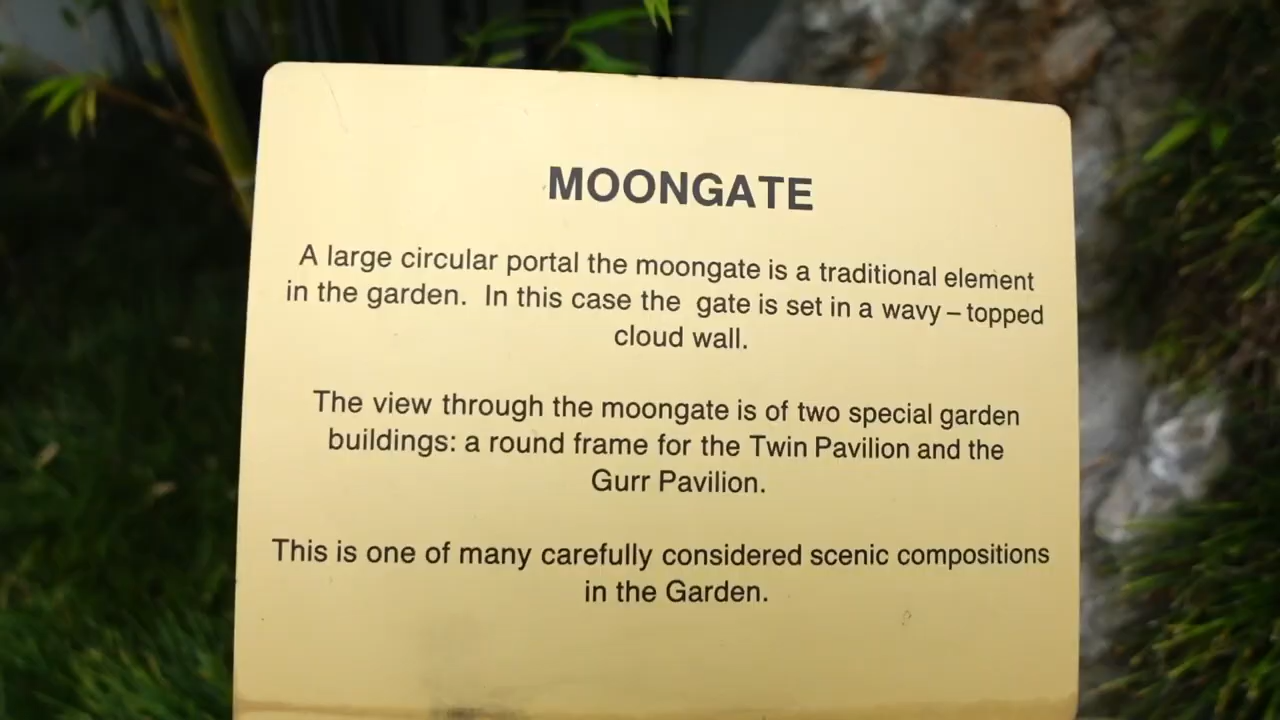 MOONGATE
A large circular portal the moongate is a traditional element
in the garden.  In this case the  gate is set in a wavy – topped
cloud wall.
The view through the moongate is of two special garden
buildings: a round frame for the Twin Pavilion and the
Gurr Pavilion.
This is one of many carefully considered scenic compositions
in the Garden.